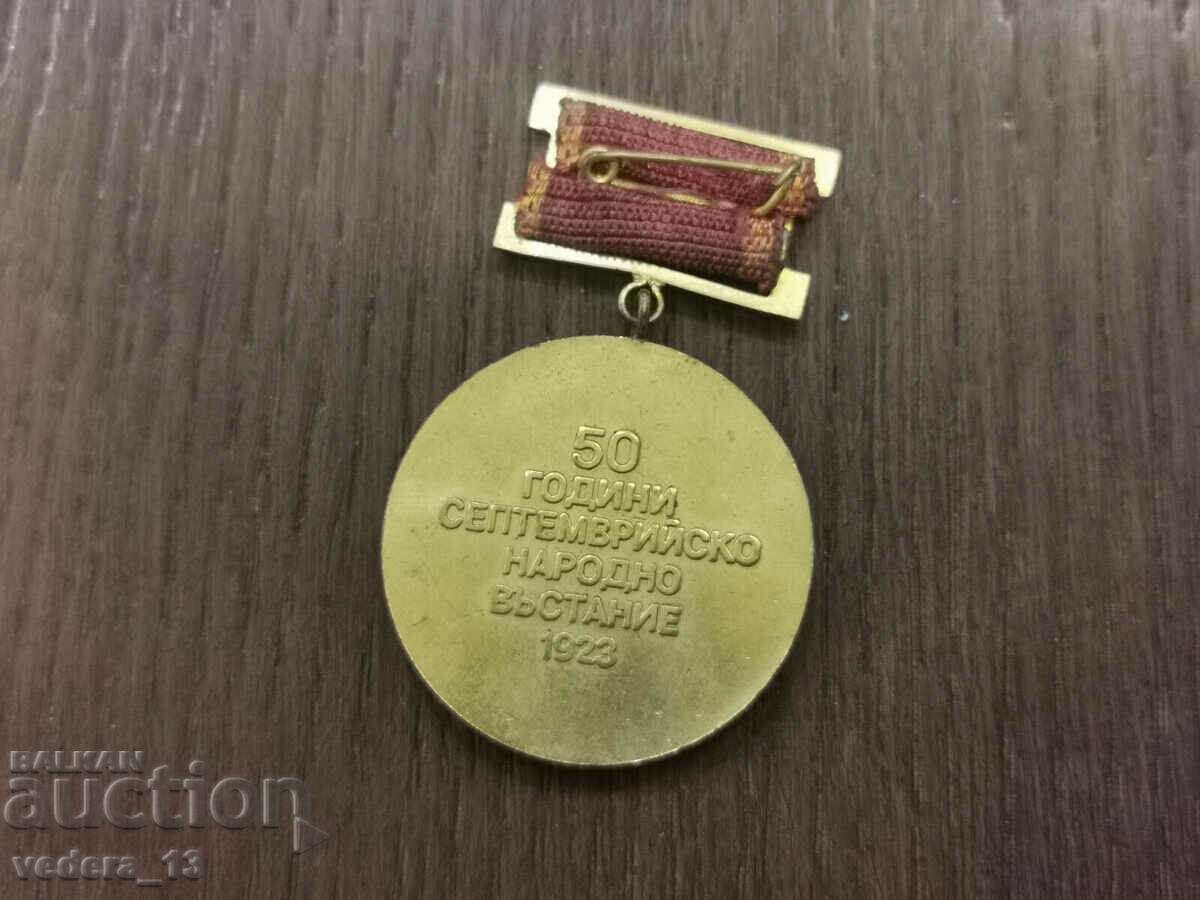 50
ГОДИНИ
СЕПТЕМВРИЙСКО
НАРОДНО
ВЪСТАНИЕ
1923
BALKAN
auction
vedera_13